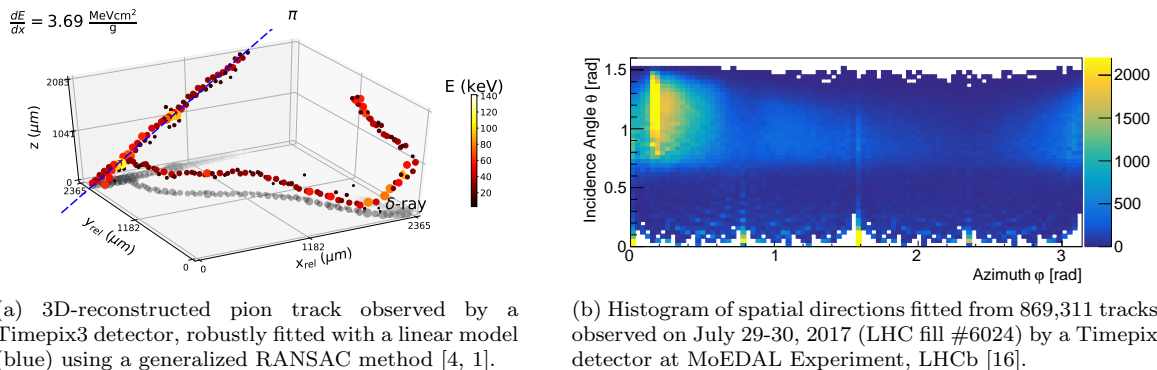 dE/dx = 3.69 MeVcm²/g
π
E (keV)
140
120
100
80
60
40
20
2083
1041
0
z (μm)
2365
1182
0
y_rel (μm)
0
1182
2365
x_rel (μm)
δ-ray
(a) 3D-reconstructed pion track observed by a
Timepix3 detector, robustly fitted with a linear model
(blue) using a generalized RANSAC method [4, 1].
Incidence Angle θ [rad]
1.5
1
0.5
0
0
1
2
3
Azimuth φ [rad]
2000
1500
1000
500
0
(b) Histogram of spatial directions fitted from 869,311 tracks
observed on July 29-30, 2017 (LHC fill #6024) by a Timepix
detector at MoEDAL Experiment, LHCb [16].